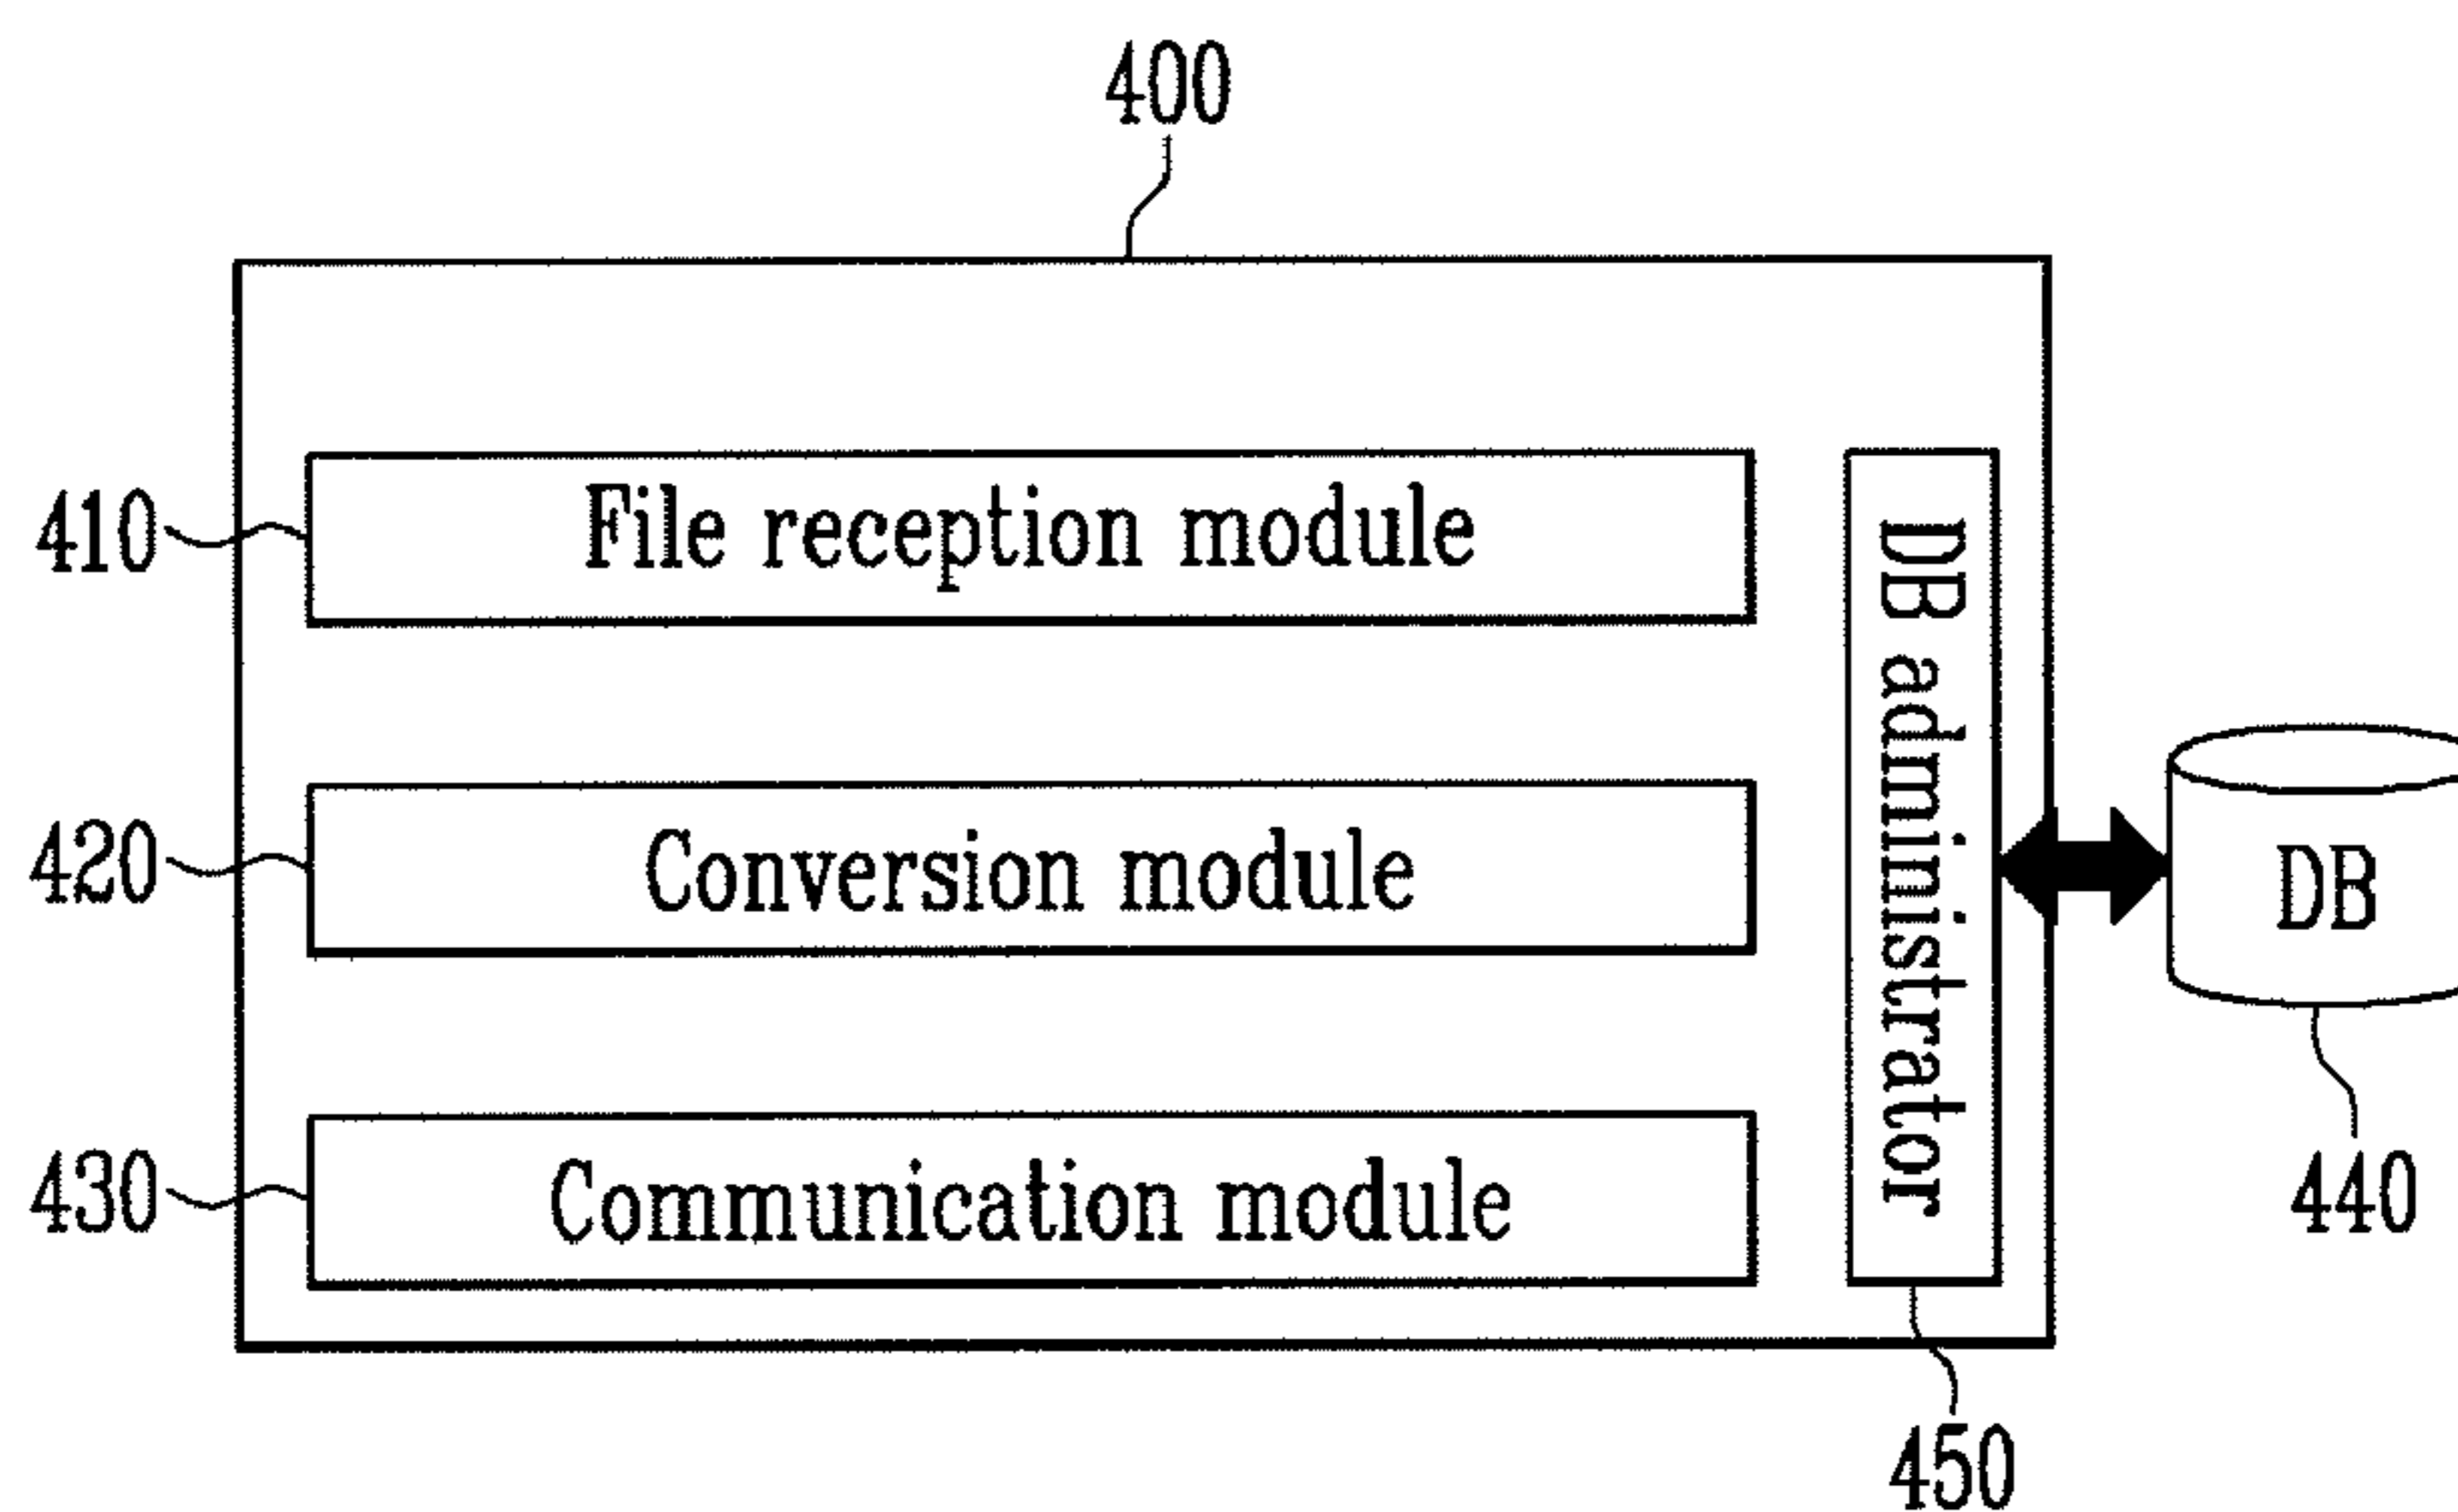 400
410
File reception module
420
Conversion module
430
Communication module
DB administrator
DB
440
450